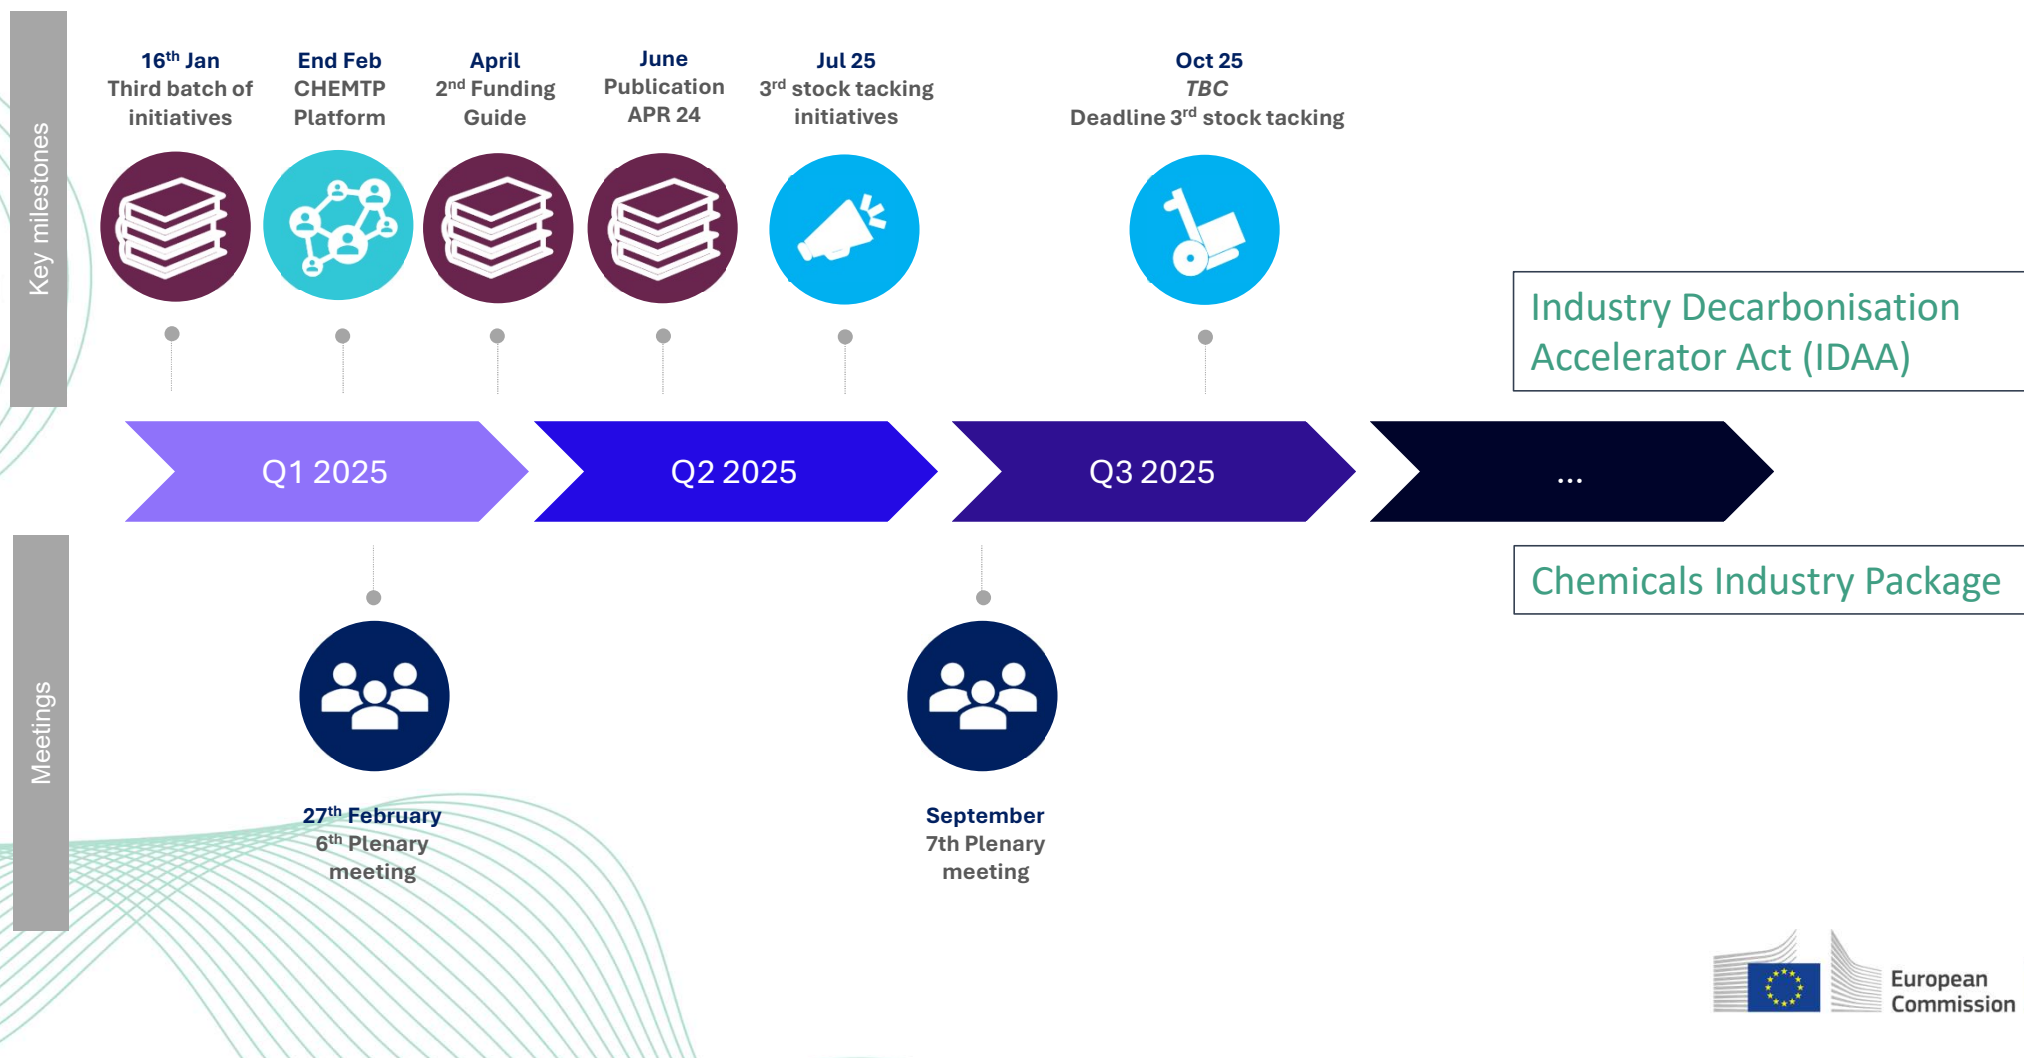 Key milestones
16th Jan
Third batch of
initiatives
End Feb
CHEMTP
Platform
April
2nd Funding
Guide
June
Publication
APR 24
Jul 25
3rd stock tacking
initiatives
Oct 25
TBC
Deadline 3rd stock tacking
Industry Decarbonisation
Accelerator Act (IDAA)
Q1 2025
Q2 2025
Q3 2025
...
Chemicals Industry Package
Meetings
27th February
6th Plenary
meeting
September
7th Plenary
meeting
European
Commission